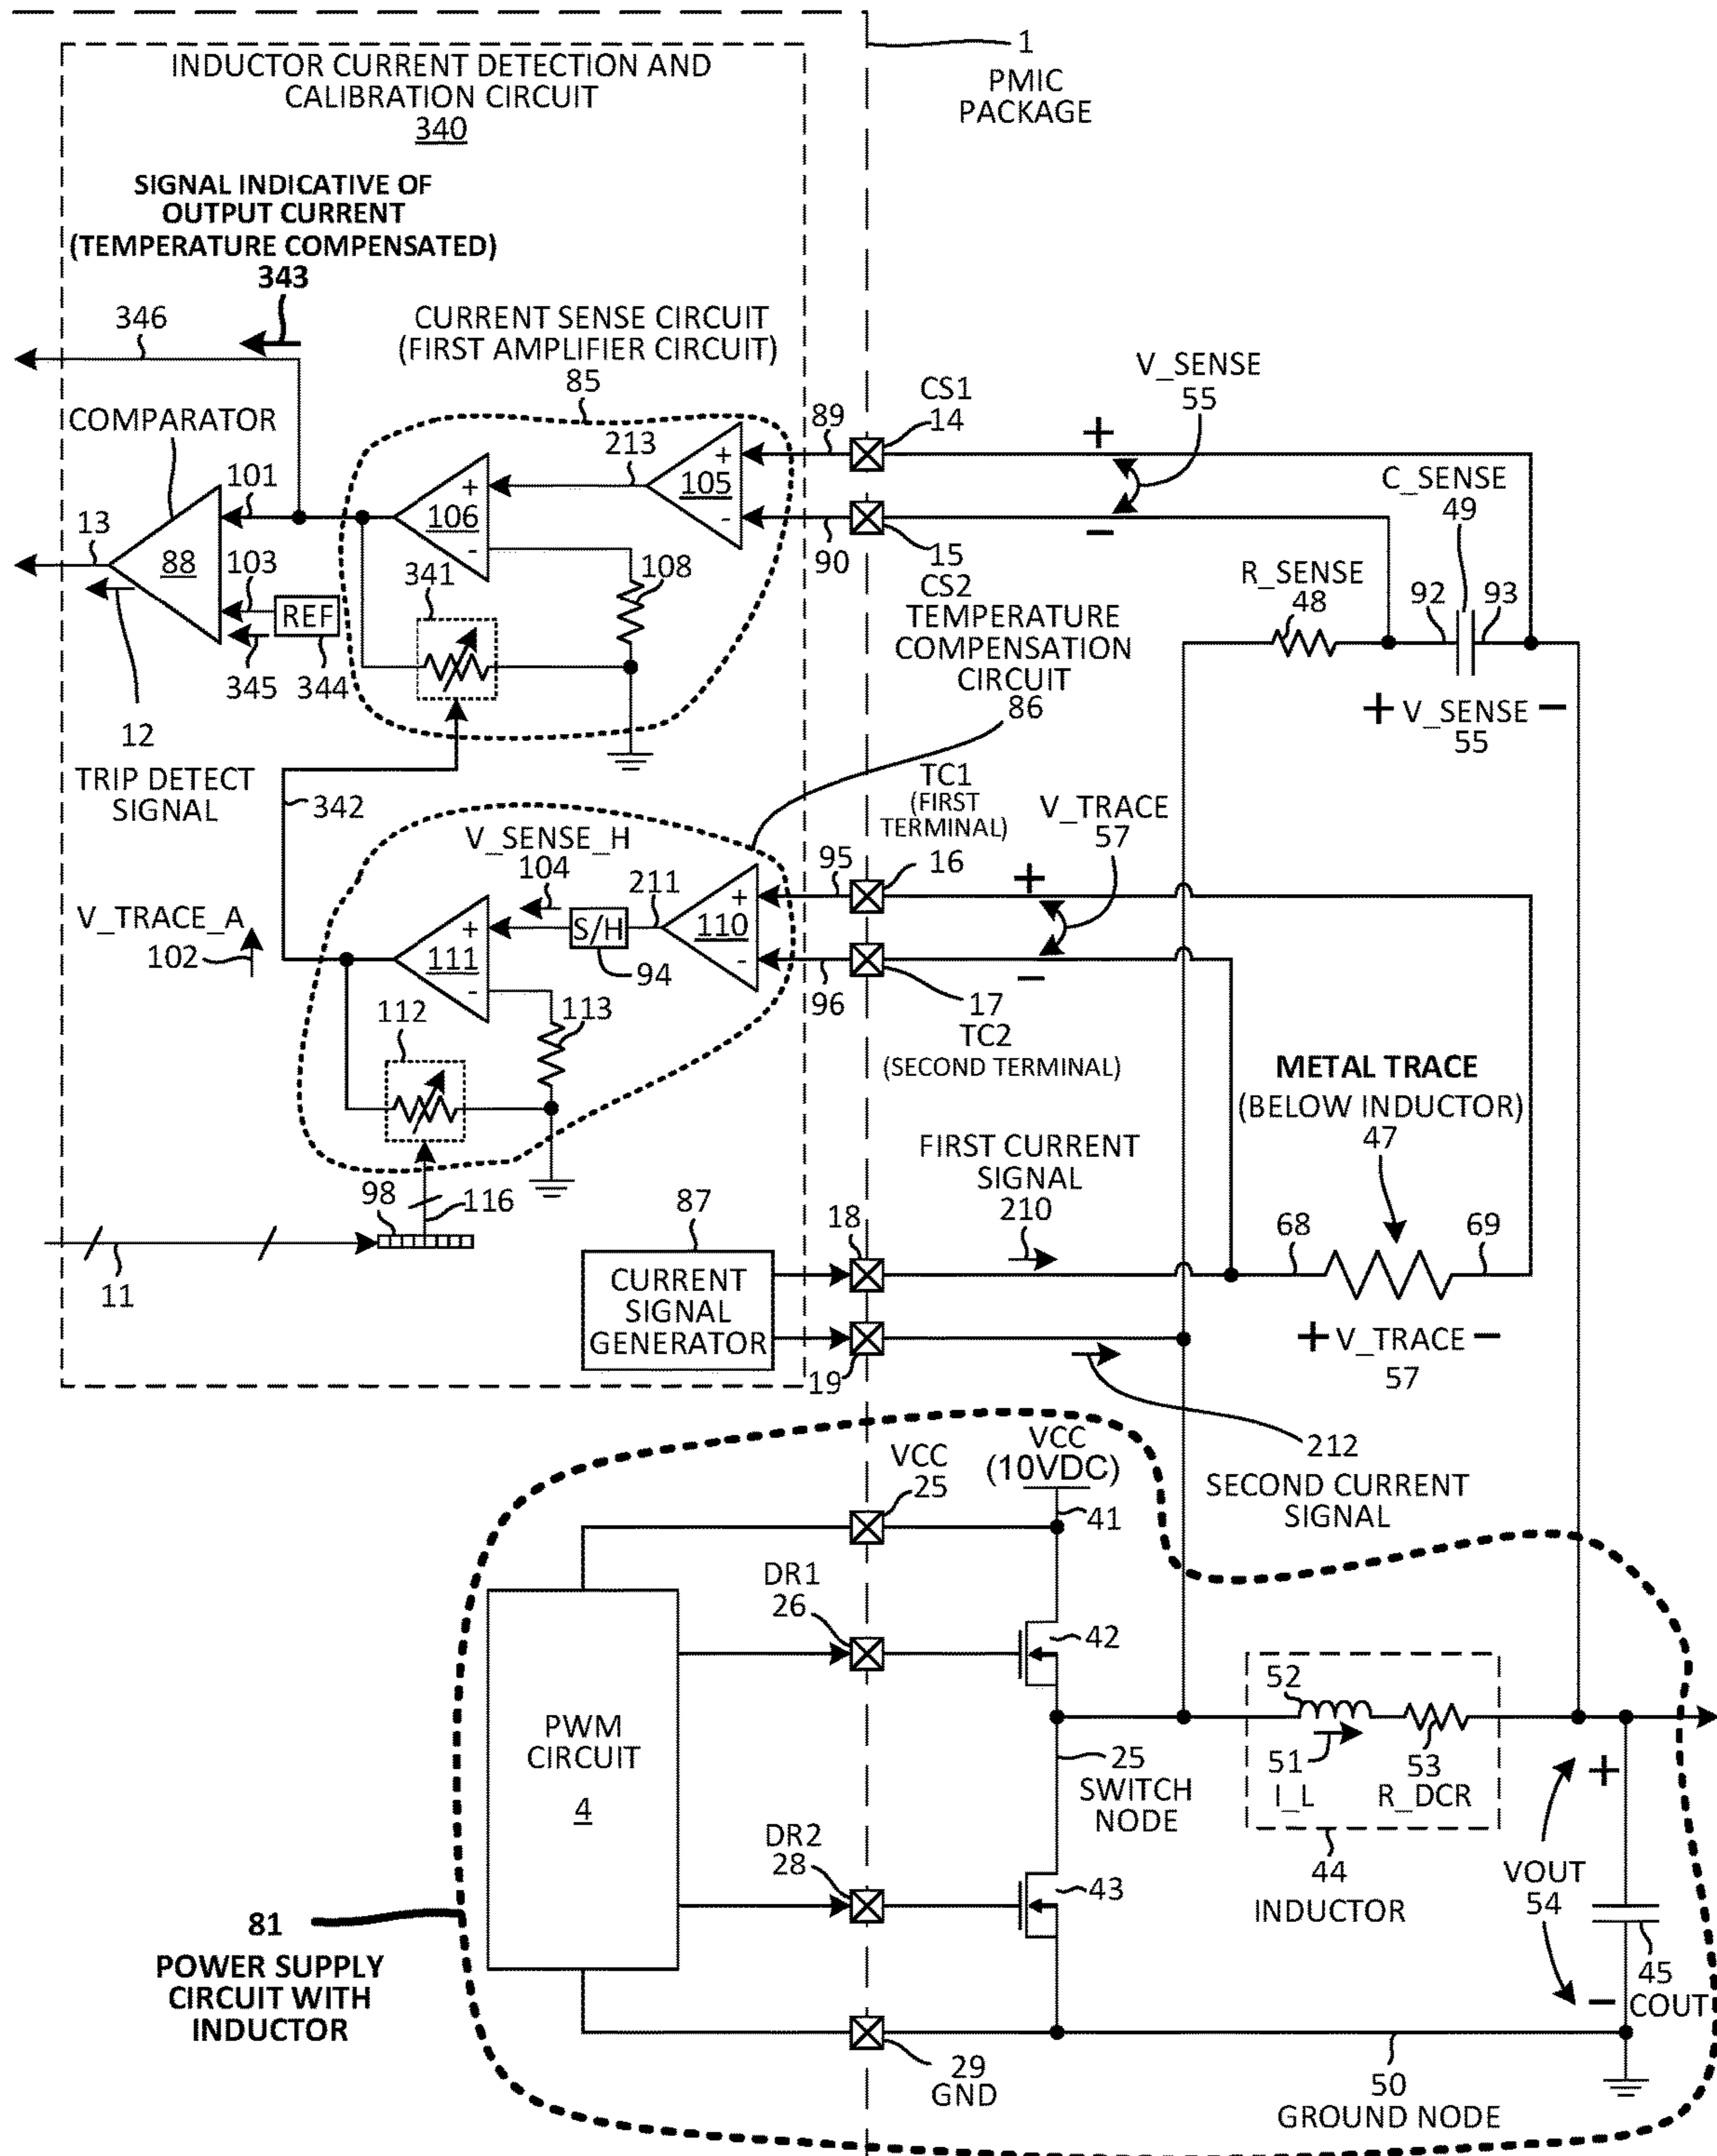 1
PMIC
PACKAGE
INDUCTOR CURRENT DETECTION AND
CALIBRATION CIRCUIT
340
SIGNAL INDICATIVE OF
OUTPUT CURRENT
(TEMPERATURE COMPENSATED)
343
346
CURRENT SENSE CIRCUIT
(FIRST AMPLIFIER CIRCUIT)
85
COMPARATOR
101
13
88
103
REF
345
344
12
TRIP DETECT
SIGNAL
342
+
106
-
213
+
105
-
341
108
89
90
CS1
14
15
CS2
V_SENSE
55
+
-
C_SENSE
49
R_SENSE
48
92
93
+ V_SENSE -
55
TEMPERATURE
COMPENSATION
CIRCUIT
86
TC1
(FIRST
TERMINAL)
16
V_TRACE
57
+
-
95
96
17
TC2
(SECOND TERMINAL)
V_SENSE_H
104
211
+
110
-
S/H
94
+
111
-
V_TRACE_A
102
112
113
98
116
11
METAL TRACE
(BELOW INDUCTOR)
47
68
69
+ V_TRACE -
57
FIRST CURRENT
SIGNAL
210
87
CURRENT
SIGNAL
GENERATOR
18
19
212
SECOND CURRENT
SIGNAL
VCC
25
VCC
(10VDC)
41
DR1
26
42
PWM
CIRCUIT
4
25
SWITCH
NODE
52
51
I_L
53
R_DCR
44
INDUCTOR
DR2
28
43
VOUT
54
+
-
45
COUT
81
POWER SUPPLY
CIRCUIT WITH
INDUCTOR
29
GND
50
GROUND NODE